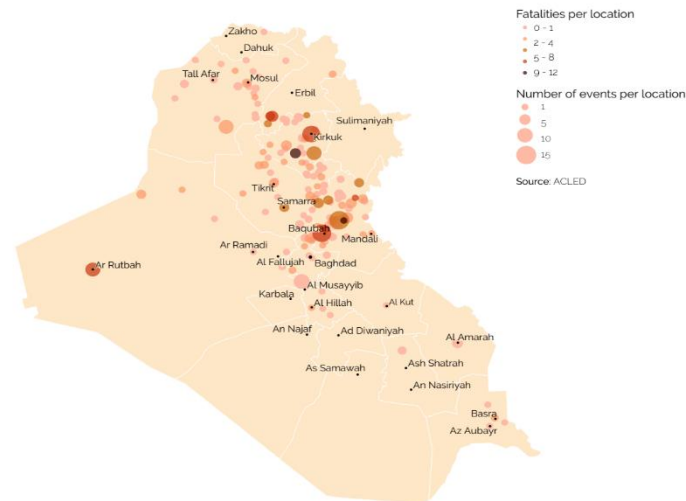 Fatalities per location
0 - 1
2 - 4
5 - 8
9 - 12
Number of events per location
1
5
10
15
Source: ACLED
Zakho
Dahuk
Tall Afar
Mosul
Erbil
Sulimaniyah
Kirkuk
Tikrit
Samarra
Baqubah
Mandali
Ar Ramadi
Al Fallujah
Baghdad
Ar Rutbah
Al Musayyib
Karbala
Al Hillah
Al Kut
An Najaf
Ad Diwaniyah
Al Amarah
As Samawah
Ash Shatrah
An Nasiriyah
Basra
Az Aubayr